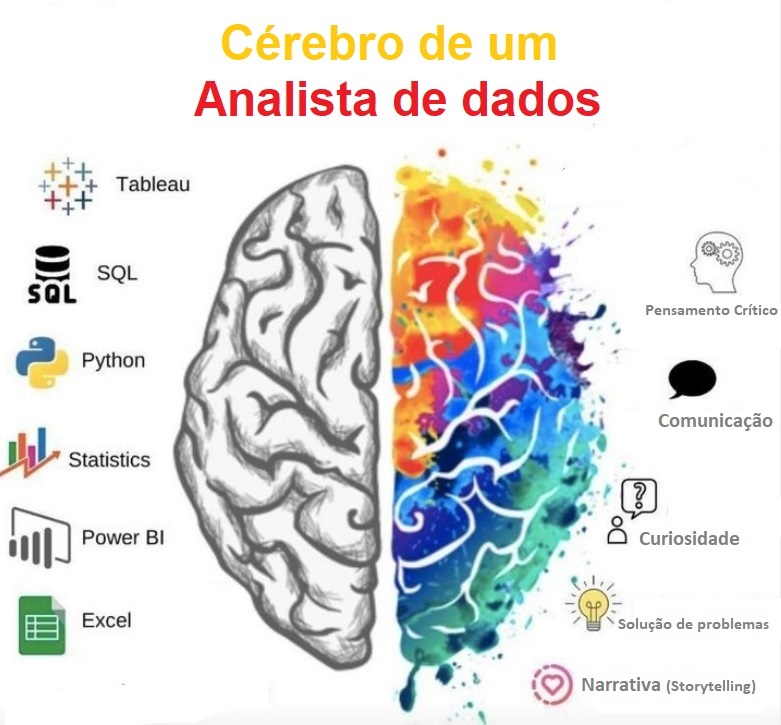 Cérebro de um
Analista de dados
Tableau
SQL
SQL
Python
Statistics
Power BI
Excel
Pensamento Crítico
Comunicação
?
Curiosidade
Solução de problemas
Narrativa (Storytelling)